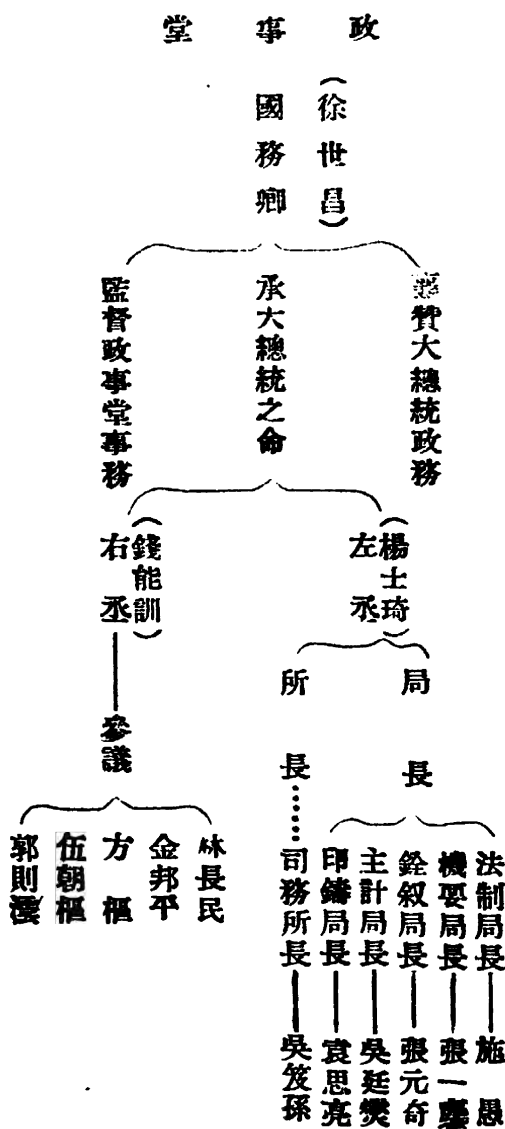 政事堂
(徐世昌)
國務卿
贊大總統政務
承大總統之命
監督政事堂事務
(楊士琦)
左丞
(錢能訓)
右丞
局長
所長……
參議
法制局長——施愚
機要局長——張一
銓叙局長——張元奇
主計局長——吳廷燮
印鑄局長——袁思亮
司務所長——吳笈孫
林長民
金邦平
方樞
伍朝樞
郭則澐